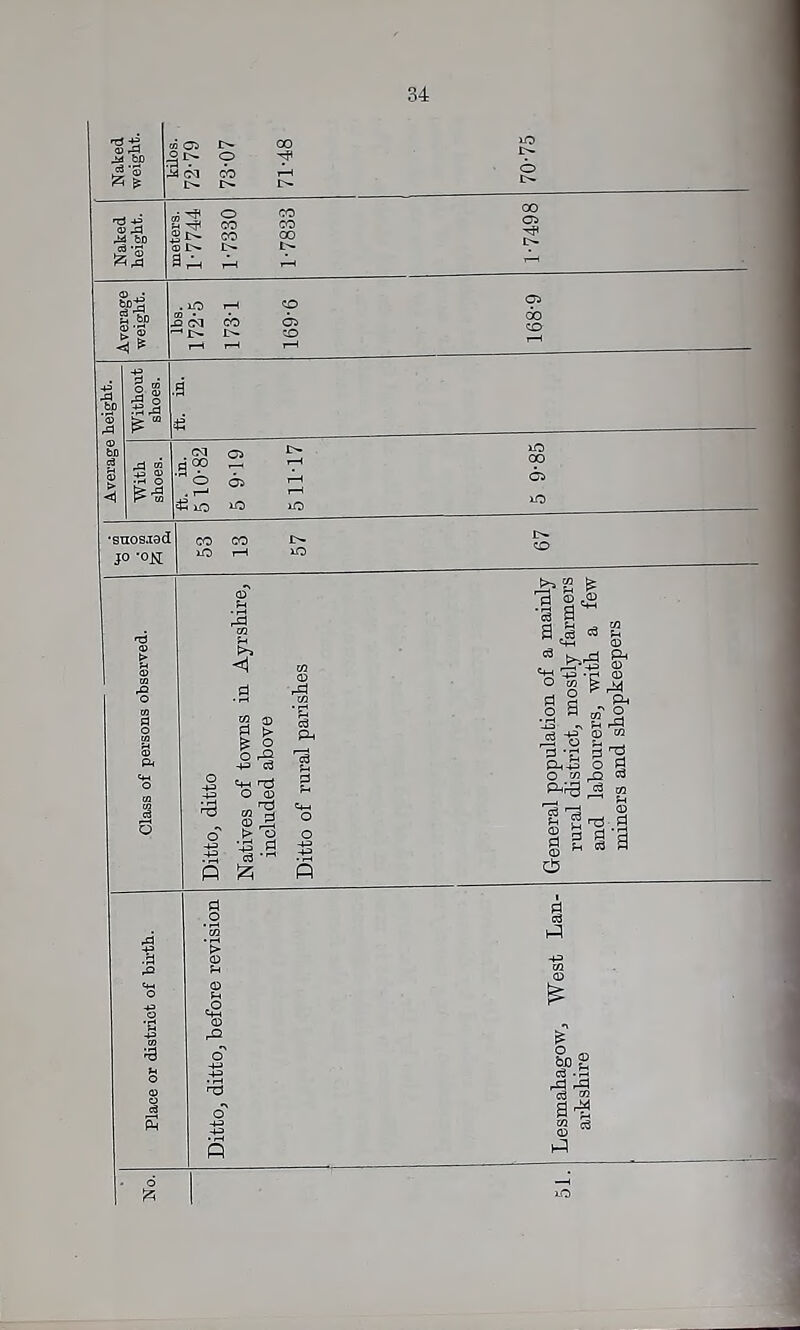 34
No.
Place or district of birth.
Class of persons observed.
No. of
persons.
Average height.
With
shoes.
Without
shoes.
Average
weight.
Naked
height.
Naked
weight.
ft. in.
ft. in.
lbs.
meters.
kilos.
Ditto, ditto, before revision
Ditto, ditto
53
5 10·82
172·5
1·7744
72·79
Natives of towns in Ayrshire,
included above
13
5 9·19
173·1
1·7330
73·07
Ditto of rural parishes
57
5 11·17
169·6
1·7833
71·48
51.
Lesmahagow, West Lan-
arkshire
General population of a mainly
rural district, mostly farmers
and labourers, with a few
miners and shopkeepers
67
5 9·85
168·9
1·7498
70·75